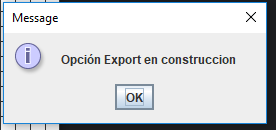 Message
Opción Export en construccion
OK